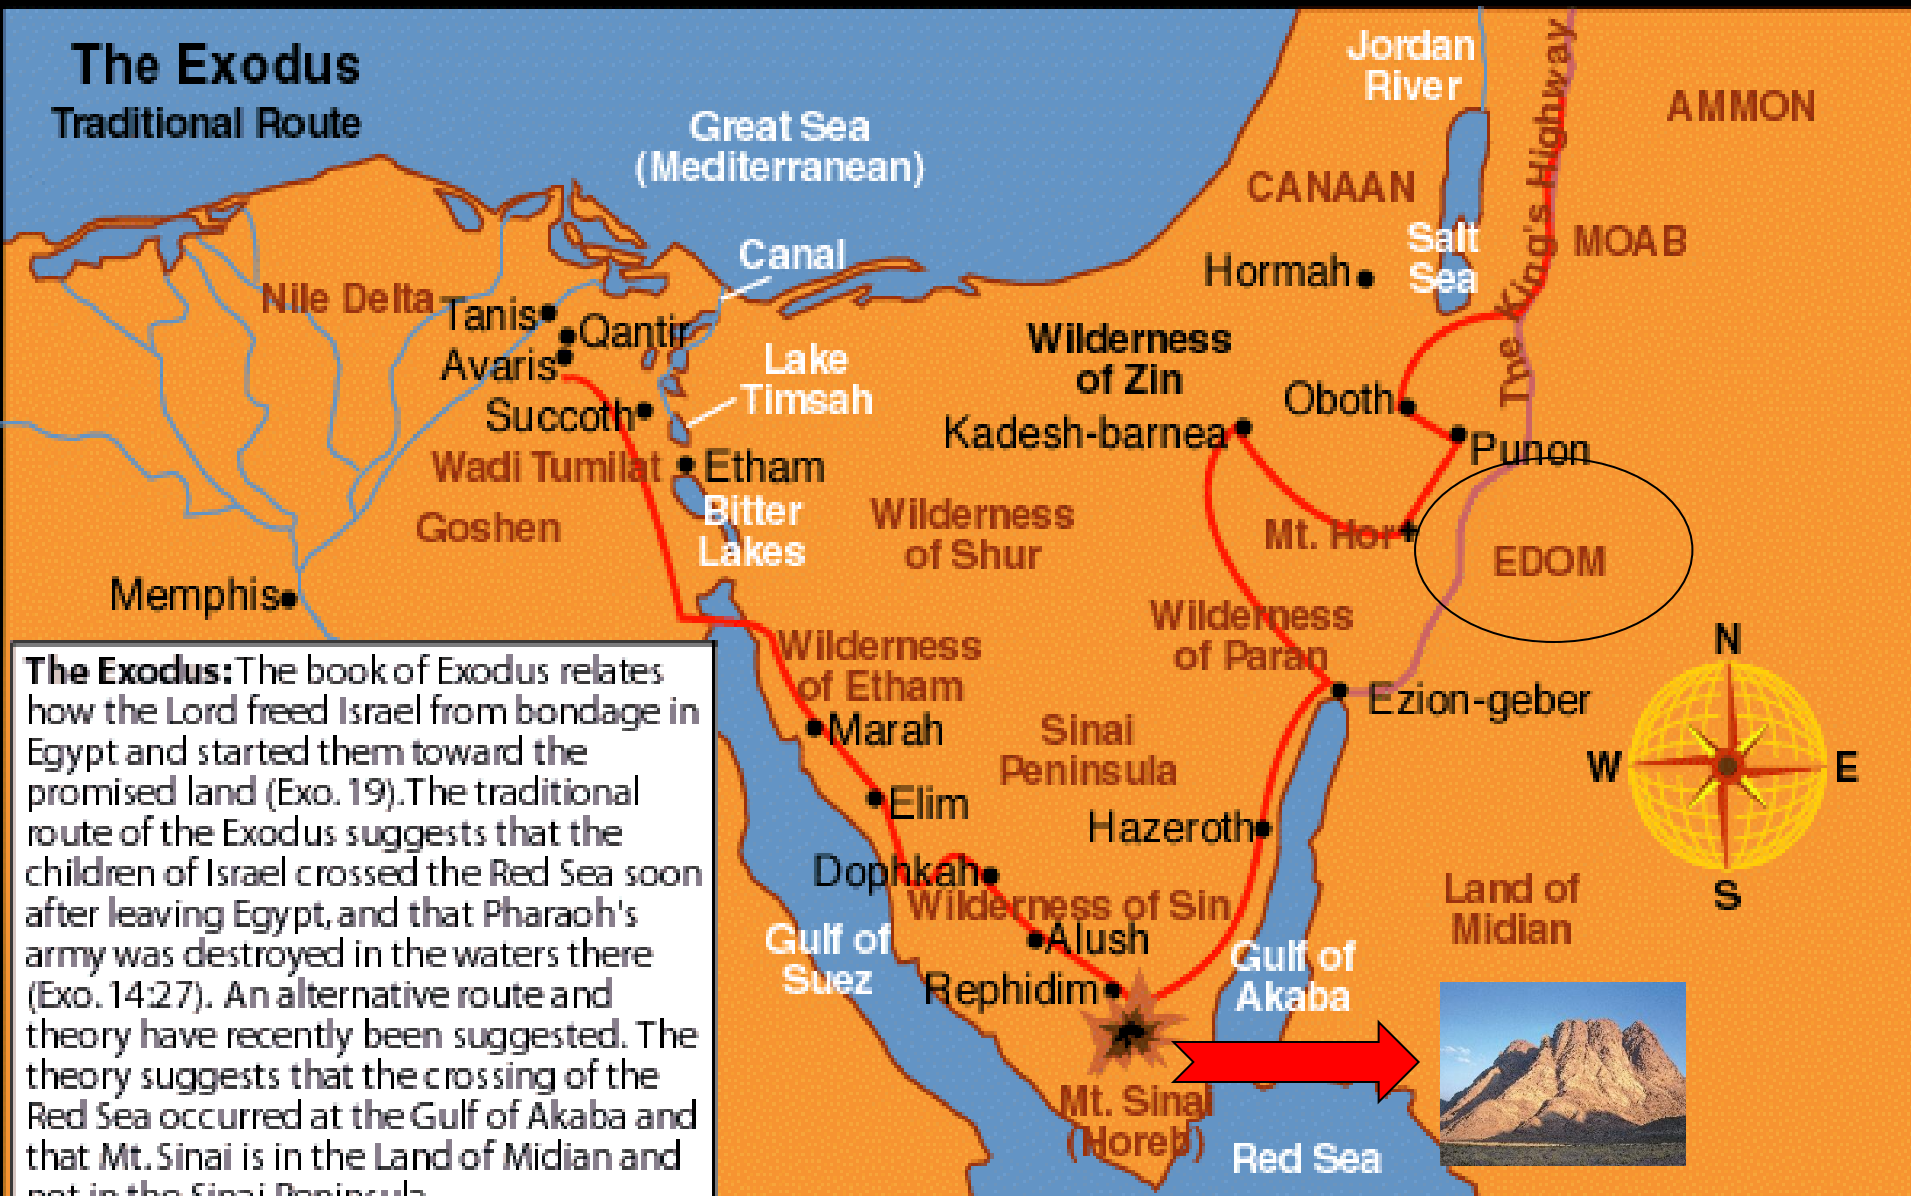 The Exodus
Traditional Route
Great Sea
(Mediterranean)
Jordan
River
The King's Highway
AMMON
CANAAN
MOAB
Salt
Sea
Hormah
Canal
Nile Delta
Tanis
Qantir
Avaris
Lake
Timsah
Succoth
Wadi Tumilat
Etham
Goshen
Bitter
Lakes
Memphis
Wilderness
of Zin
Kadesh-barnea
Oboth
Punon
Wilderness
of Shur
Mt. Hor
EDOM
Wilderness
of Paran
Ezion-geber
Wilderness
of Etham
Marah
Sinai
Peninsula
Elim
Hazeroth
Dophkah
Wilderness of Sin
Alush
Rephidim
Gulf of
Suez
Gulf of
Akaba
Land of
Midian
Mt. Sinai
(Horeb)
Red Sea
N
W
E
S
The Exodus: The book of Exodus relates
how the Lord freed Israel from bondage in
Egypt and started them toward the
promised land (Exo. 19). The traditional
route of the Exodus suggests that the
children of Israel crossed the Red Sea soon
after leaving Egypt, and that Pharaoh's
army was destroyed in the waters there
(Exo. 14:27). An alternative route and
theory have recently been suggested. The
theory suggests that the crossing of the
Red Sea occurred at the Gulf of Akaba and
that Mt. Sinai is in the Land of Midian and
not in the Sinai Peninsula.